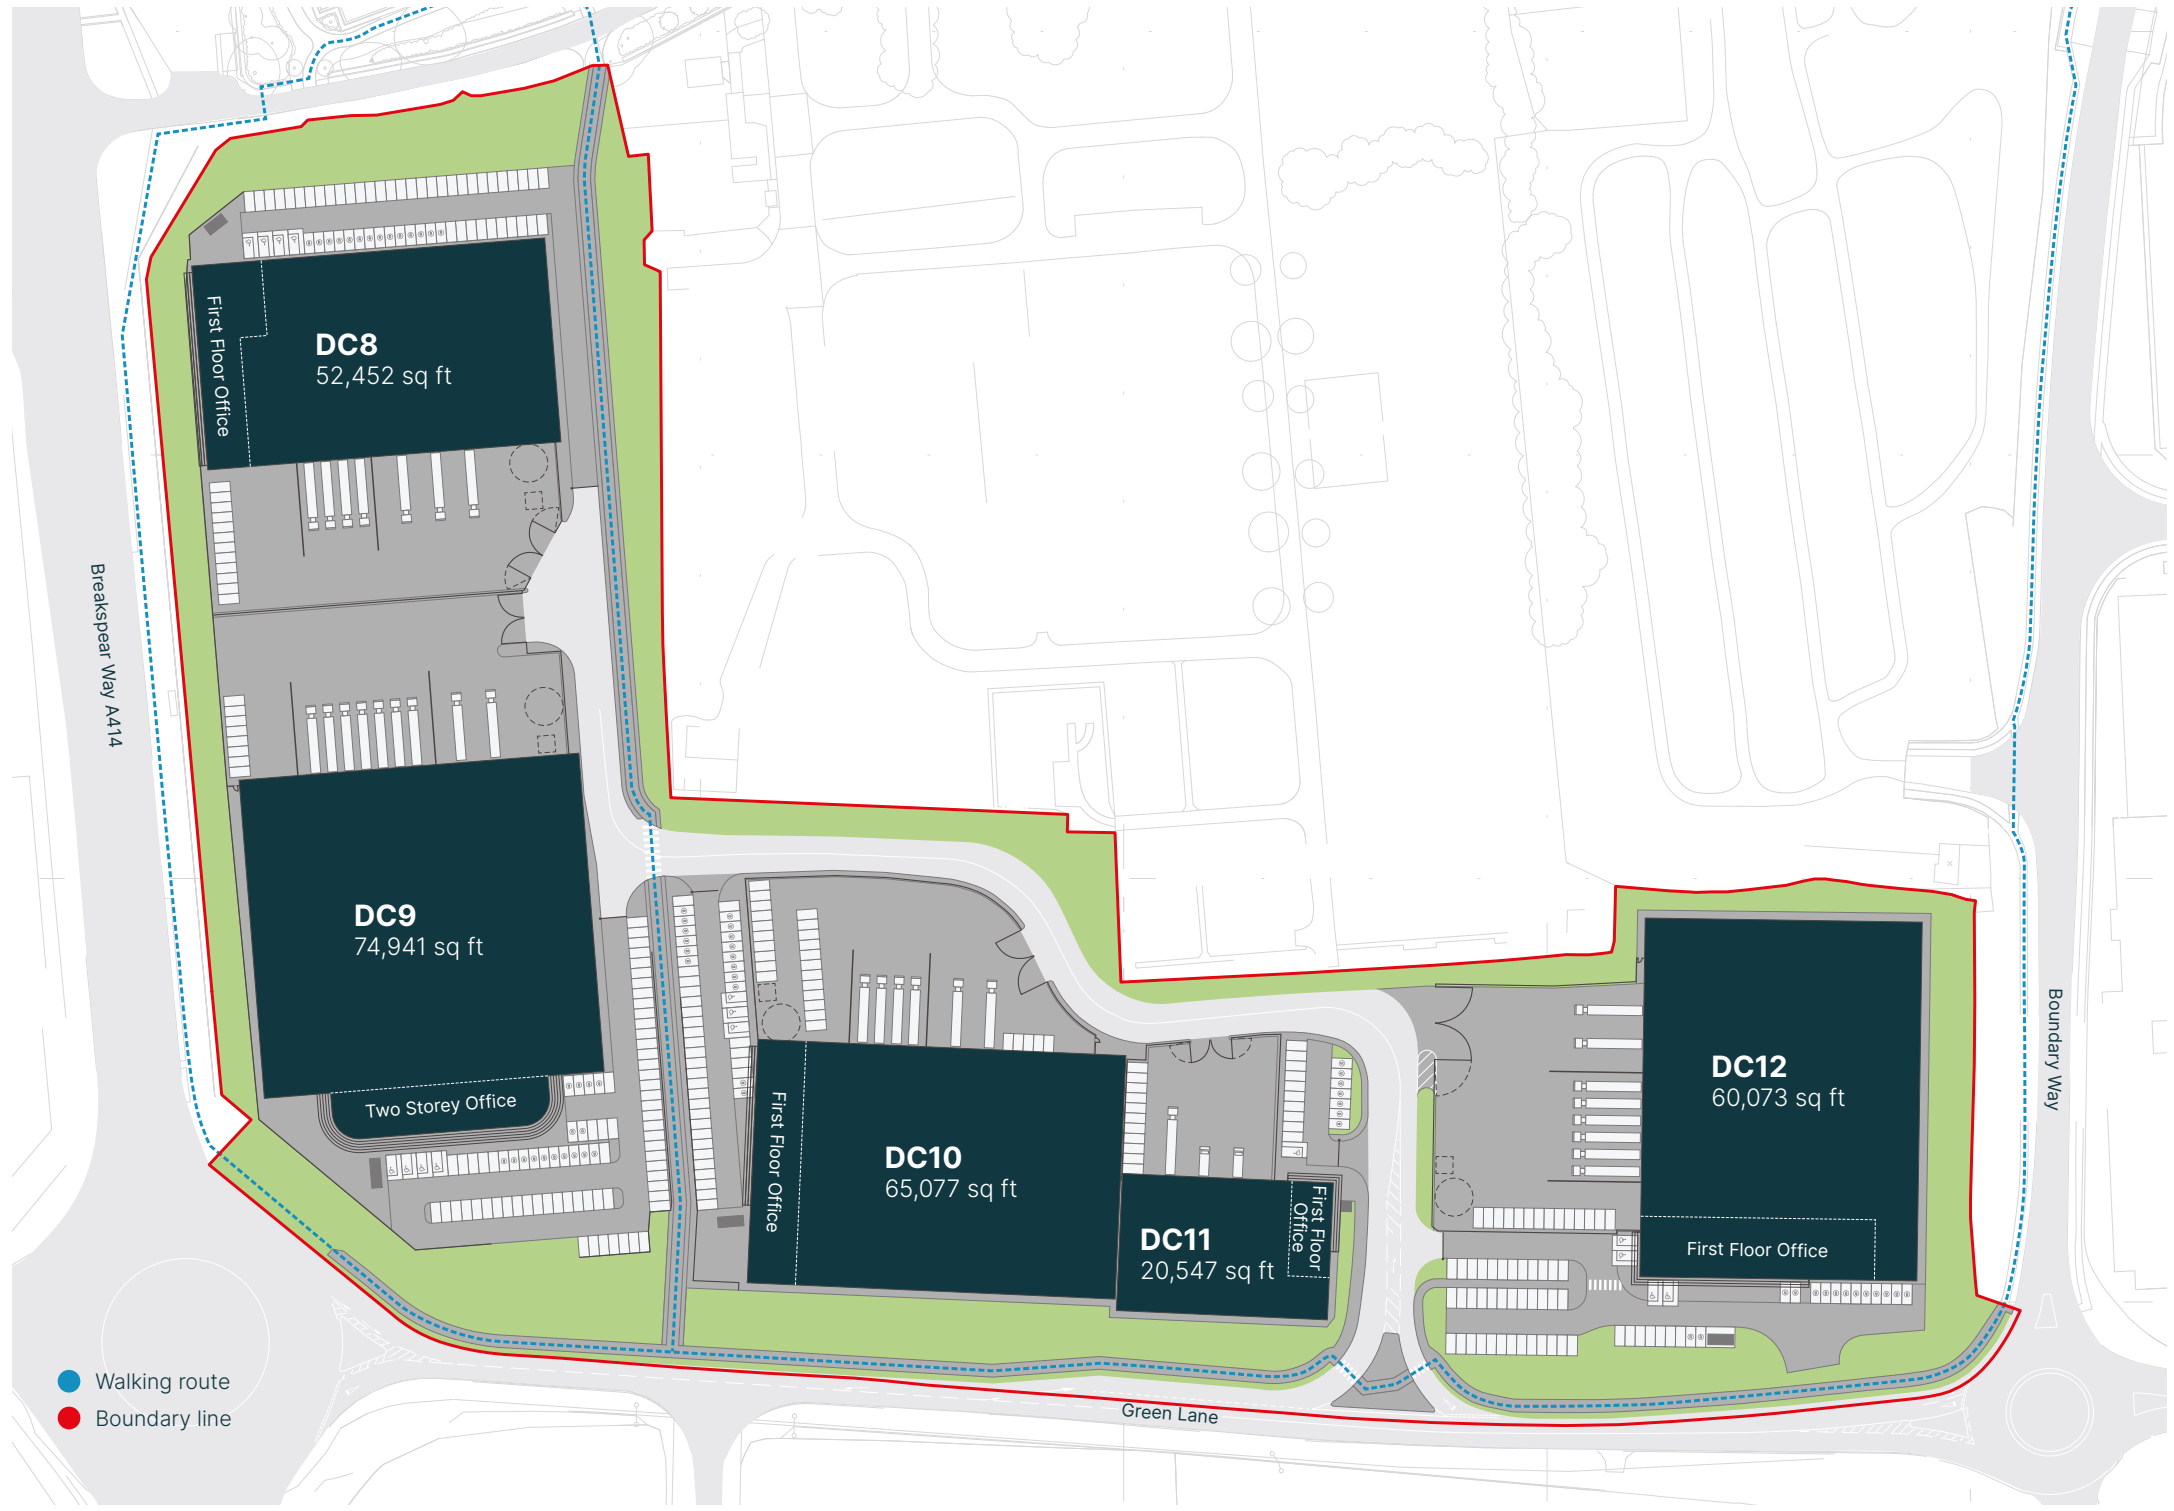 DC8
52,452 sq ft
First Floor Office
Breakspear Way A414
DC9
74,941 sq ft
Two Storey Office
DC10
65,077 sq ft
First Floor Office
DC11
20,547 sq ft
First Floor
Office
DC12
60,073 sq ft
First Floor Office
Boundary Way
Green Lane
Walking route
Boundary line